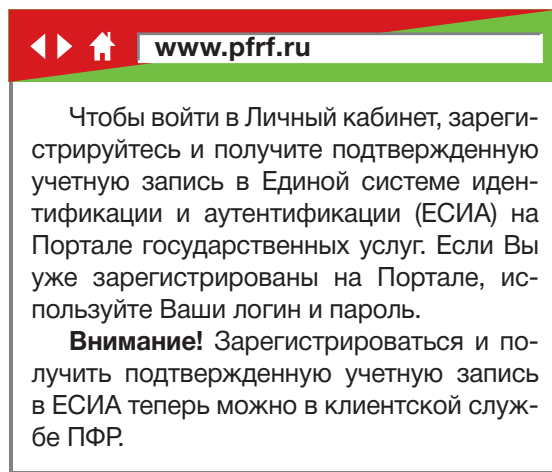 www.pfrf.ru
Чтобы войти в Личный кабинет, зареги-
стрируйтесь и получите подтвержденную
учетную запись в Единой системе иден-
тификации и аутентификации (ЕСИА) на
Портале государственных услуг. Если Вы
уже зарегистрированы на Портале, ис-
пользуйте Ваши логин и пароль.
Внимание! Зарегистрироваться и по-
лучить подтвержденную учетную запись
в ЕСИА теперь можно в клиентской служ-
бе ПФР.